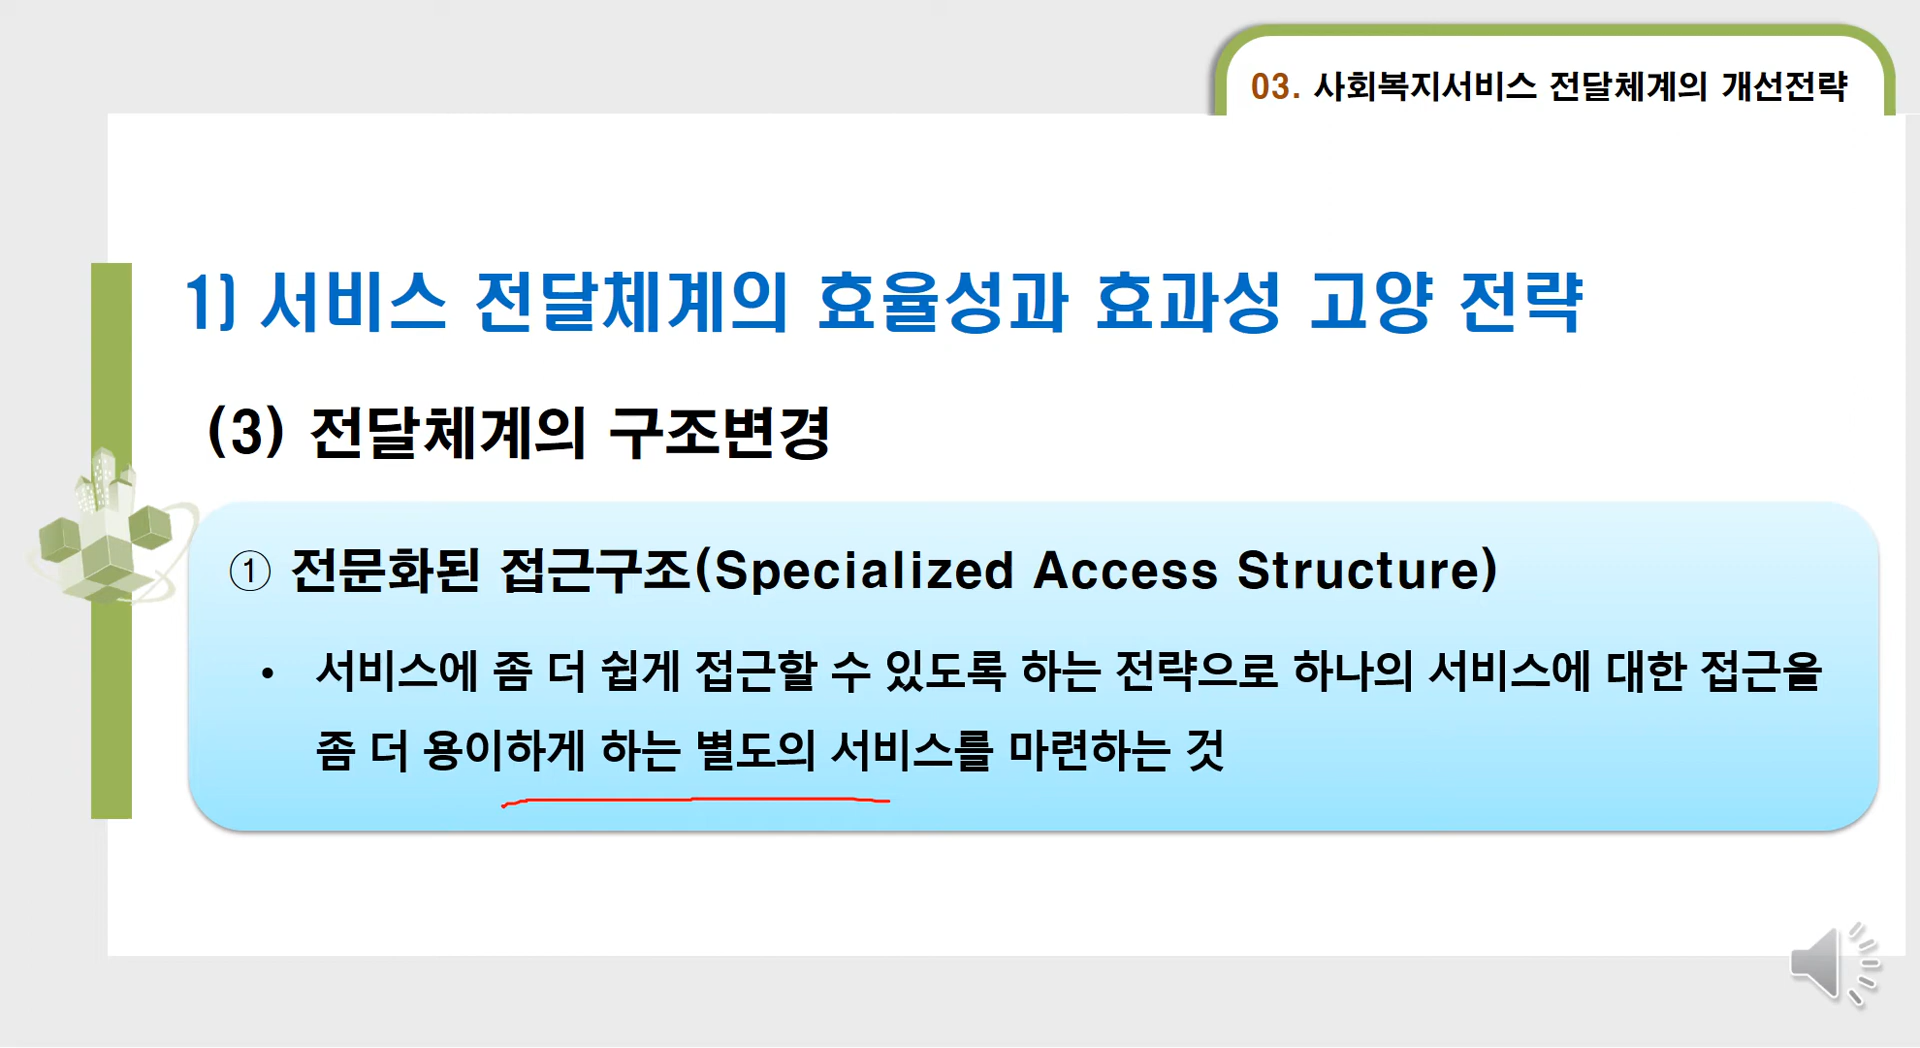 03. 사회복지서비스 전달체계의 개선전략
1) 서비스 전달체계의 효율성과 효과성 고양 전략
(3) 전달체계의 구조변경
① 전문화된 접근구조(Specialized Access Structure)
• 서비스에 좀 더 쉽게 접근할 수 있도록 하는 전략으로 하나의 서비스에 대한 접근을
좀 더 용이하게 하는 별도의 서비스를 마련하는 것